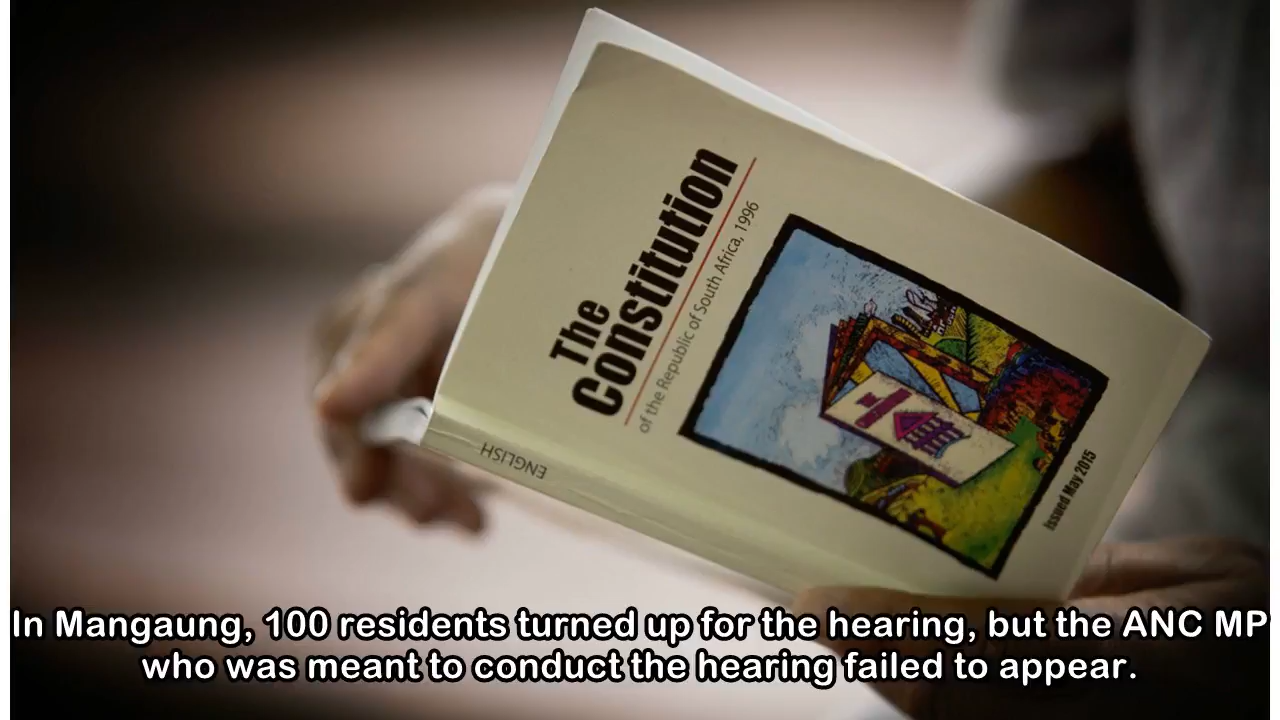 The
Constitution
of the Republic of South Africa, 1996
Issued May 2015
ENGLISH
In Mangaung, 100 residents turned up for the hearing, but the ANC MP
who was meant to conduct the hearing failed to appear.